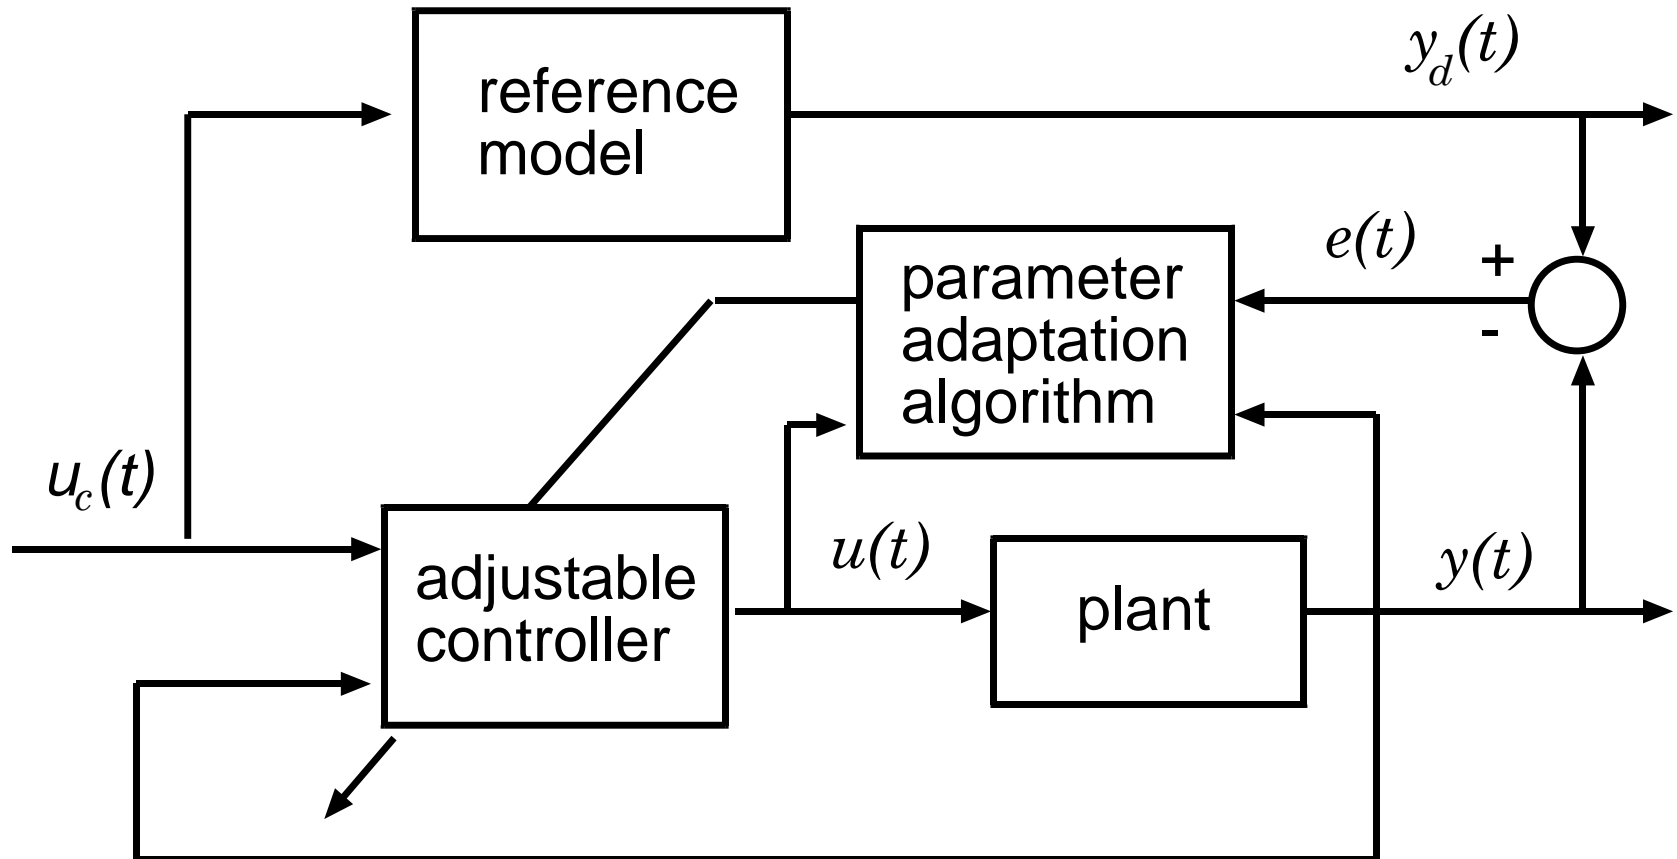 reference
model
y_d(t)
parameter
adaptation
algorithm
e(t)
+
-
u_c(t)
adjustable
controller
u(t)
plant
y(t)